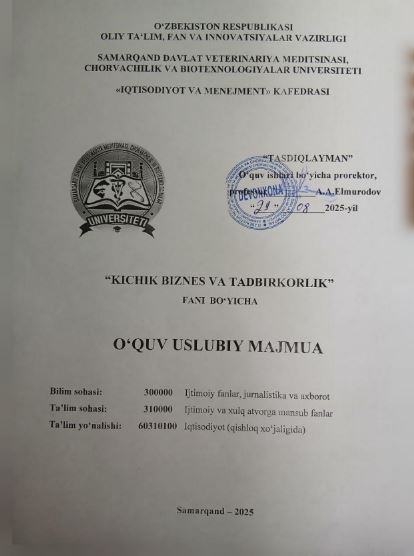 O‘ZBEKISTON RESPUBLIKASI
OLIY TA‘LIM, FAN VA INNOVATSIYALAR VAZIRLIGI
SAMARQAND DAVLAT VETERINARIYA MEDITSINASI,
CHORVACHILIK VA BIOTEXNOLOGIYALAR UNIVERSITETI
«IQTISODIYOT VA MENEJMENT» KAFEDRASI
“TASDIQLAYMAN”
O‘quv ishlari bo‘yicha prorektor,
A.A.Elmurodov
“21” 08 2025-yil
DEVONXONA
UNIVERSITETI
“KICHIK BIZNES VA TADBIRKORLIK”
FANI BO‘YICHA
O‘QUV USLUBIY MAJMUA
Bilim sohasi: 300000 Ijtimoiy fanlar, jurnalistika va axborot
Ta’lim sohasi: 310000 Ijtimoiy va xulq atvorga mansub fanlar
Ta’lim yo‘nalishi: 60310100 Iqtisodiyot (qishloq xo‘jaligida)
Samarqand – 2025